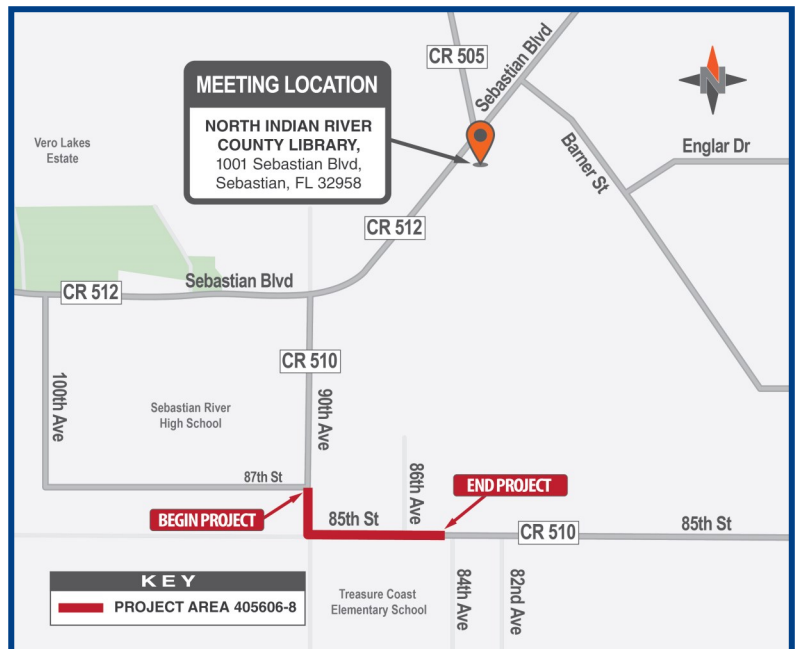 CR 505
Sebastian Blvd
N
MEETING LOCATION
NORTH INDIAN RIVER
COUNTY LIBRARY,
1001 Sebastian Blvd,
Sebastian, FL 32958
Vero Lakes
Estate
Barner St
Englar Dr
CR 512
Sebastian Blvd
CR 512
CR 510
100th Ave
90th Ave
Sebastian River
High School
87th St
86th Ave
END PROJECT
BEGIN PROJECT
85th St
CR 510
85th St
KEY
PROJECT AREA 405606-8
Treasure Coast
Elementary School
84th Ave
82nd Ave